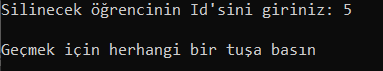 Silinecek öğrencinin Id'sini giriniz: 5
Geçmek için herhangi bir tuşa basın